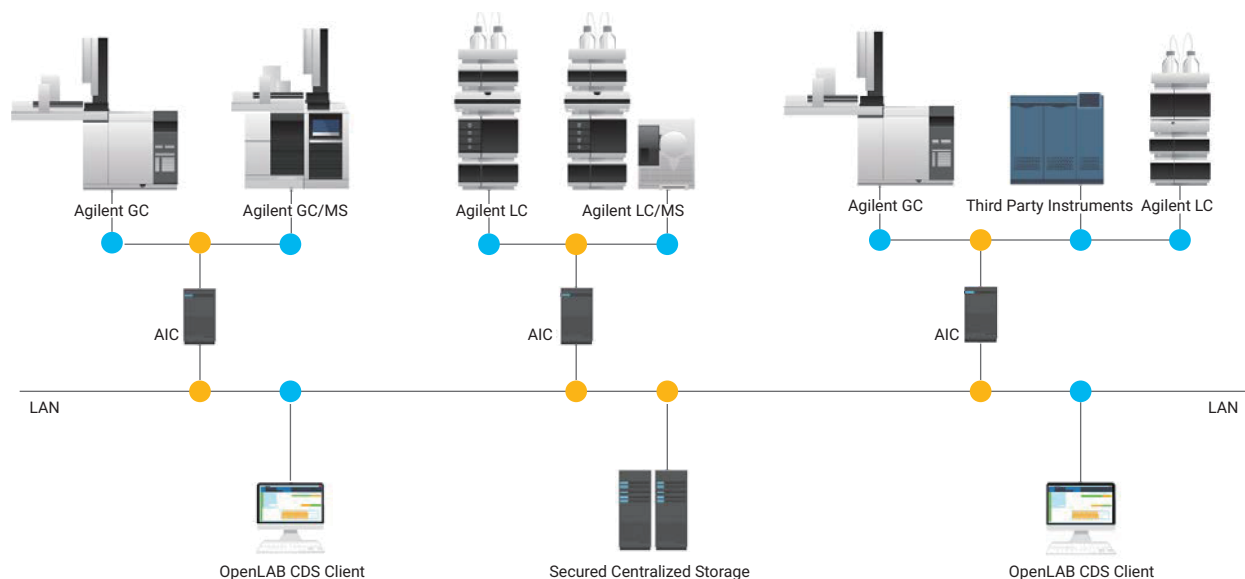 Agilent GC
Agilent GC/MS
Agilent LC
Agilent LC/MS
Agilent GC
Third Party Instruments
Agilent LC
AIC
AIC
AIC
LAN
LAN
OpenLAB CDS Client
Secured Centralized Storage
OpenLAB CDS Client